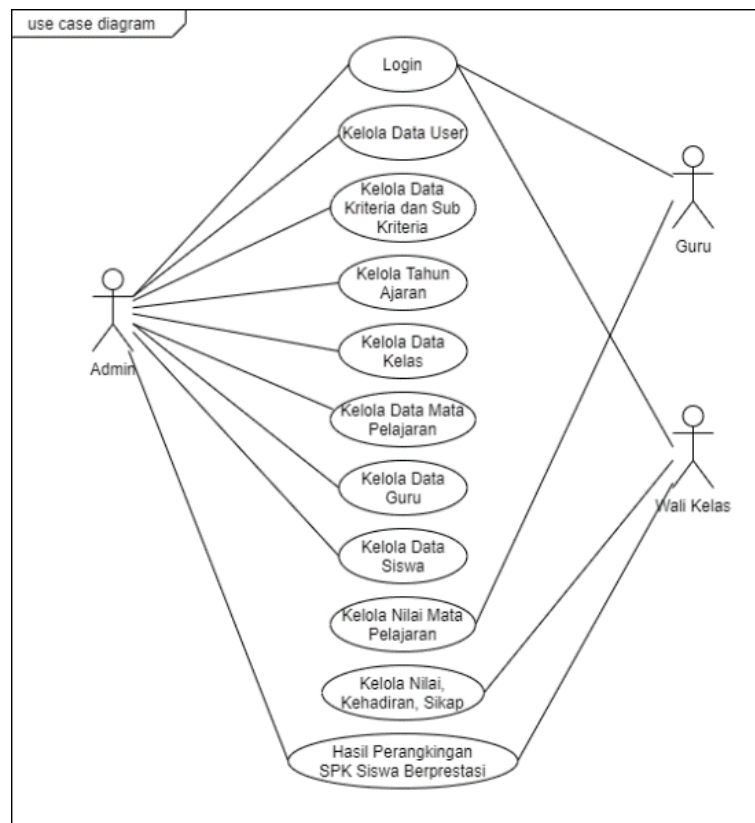 use case diagram
Login
Kelola Data User
Kelola Data
Kriteria dan Sub
Kriteria
Guru
Kelola Tahun
Ajaran
Admin
Kelola Data
Kelas
Kelola Data Mata
Pelajaran
Kelola Data
Guru
Wali Kelas
Kelola Data
Siswa
Kelola Nilai Mata
Pelajaran
Kelola Nilai,
Kehadiran, Sikap
Hasil Perangkingan
SPK Siswa Berprestasi